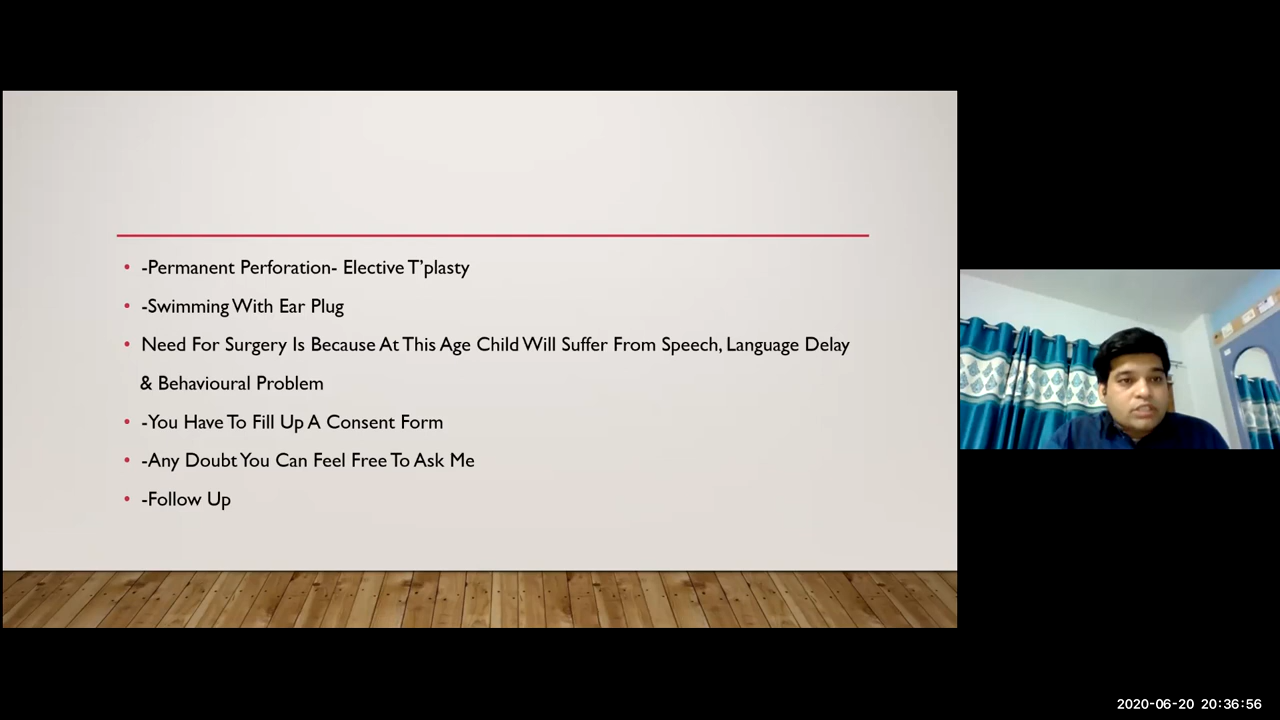 • -Permanent Perforation- Elective T'plasty
• -Swimming With Ear Plug
• Need For Surgery Is Because At This Age Child Will Suffer From Speech, Language Delay
& Behavioural Problem
• -You Have To Fill Up A Consent Form
• -Any Doubt You Can Feel Free To Ask Me
• -Follow Up
2020-06-20 20:36:56